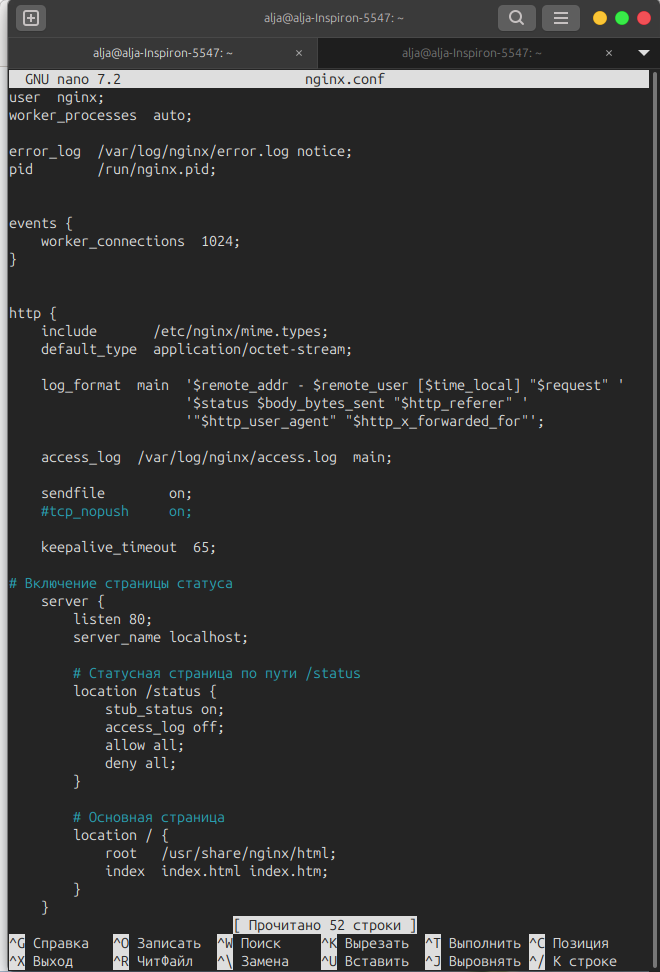 alja@alja-Inspiron-5547: ~
alja@alja-Inspiron-5547: ~ × alja@alja-Inspiron-5547: ~ ×
GNU nano 7.2 nginx.conf
user  nginx;
worker_processes  auto;

error_log  /var/log/nginx/error.log notice;
pid        /run/nginx.pid;


events {
    worker_connections  1024;
}


http {
    include       /etc/nginx/mime.types;
    default_type  application/octet-stream;

    log_format  main  '$remote_addr - $remote_user [$time_local] "$request" '
                      '$status $body_bytes_sent "$http_referer" '
                      '"$http_user_agent" "$http_x_forwarded_for"';

    access_log  /var/log/nginx/access.log  main;

    sendfile        on;
    #tcp_nopush     on;

    keepalive_timeout  65;

# Включение страницы статуса
    server {
        listen 80;
        server_name localhost;

        # Статусная страница по пути /status
        location /status {
            stub_status on;
            access_log off;
            allow all;
            deny all;
        }

        # Основная страница
        location / {
            root   /usr/share/nginx/html;
            index  index.html index.htm;
        }
    }
[ Прочитано 52 строки ]
^G Справка ^O Записать ^W Поиск ^K Вырезать ^T Выполнить ^C Позиция
^X Выход ^R ЧитФайл ^\ Замена ^U Вставить ^J Выровнять ^/ К строке